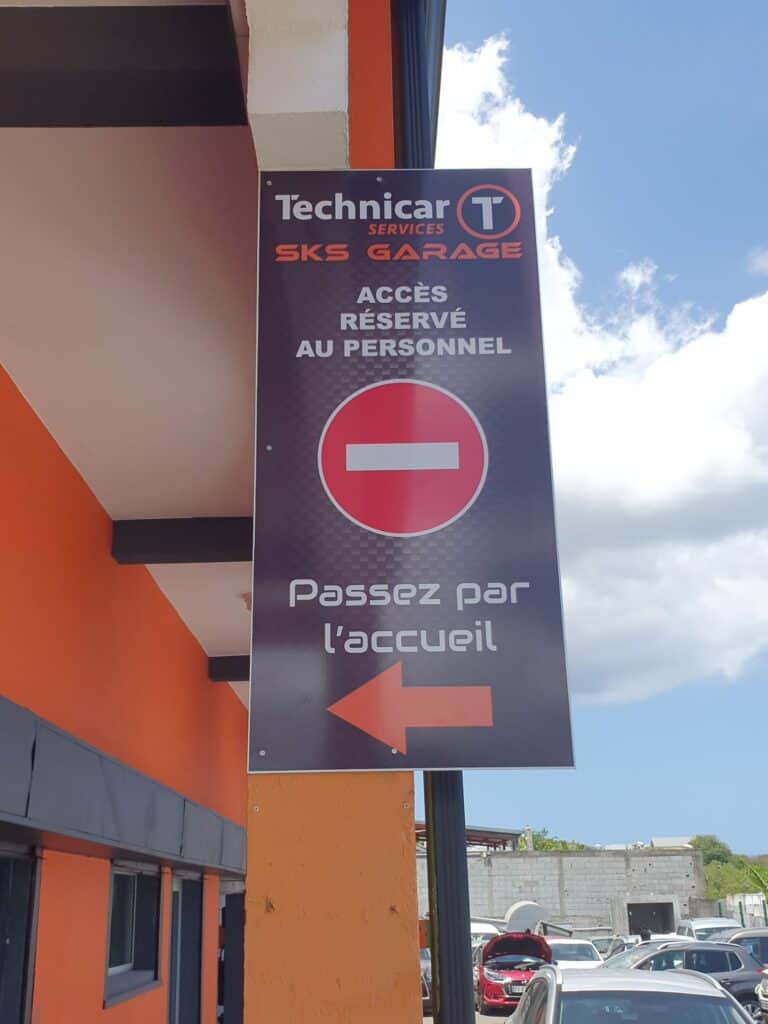 Technicar T
SERVICES
SKS GARAGE
ACCÈS
RÉSERVÉ
AU PERSONNEL
Passez par
l'accueil